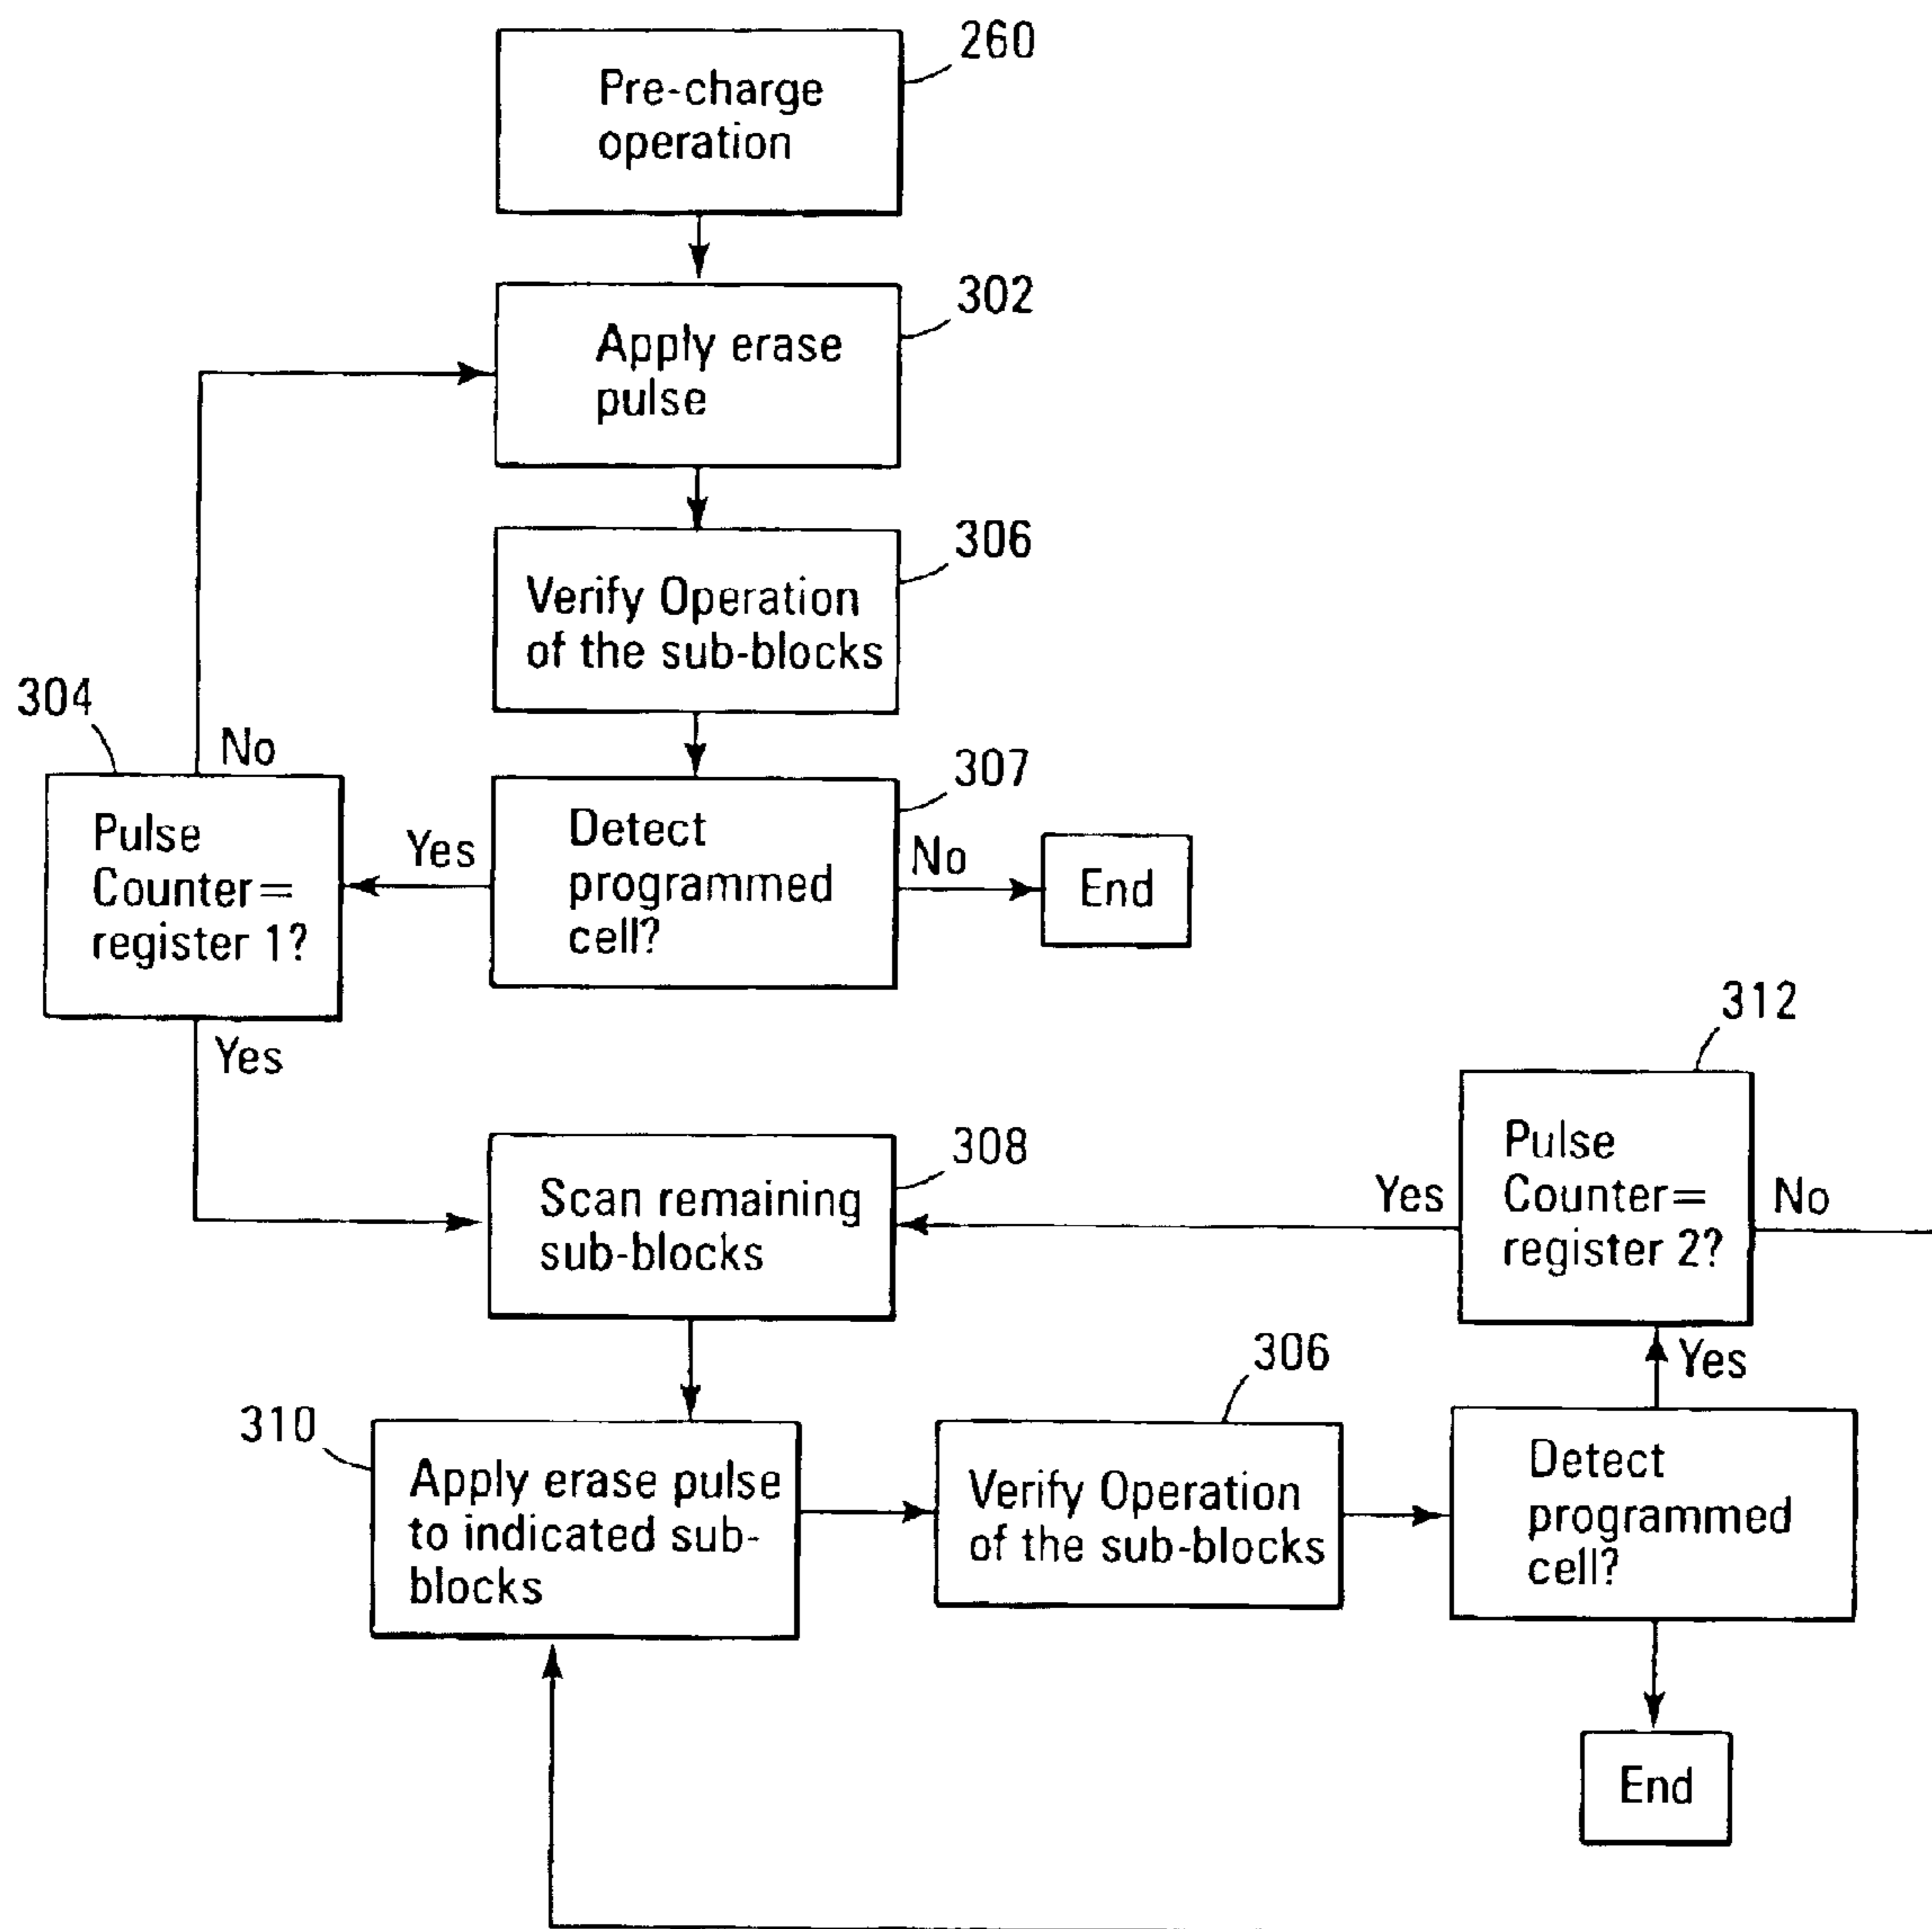 260
Pre-charge
operation
302
Apply erase
pulse
306
Verify Operation
of the sub-blocks
304
No
307
Pulse
Counter=
register 1?
Yes
Detect
programmed
cell?
No
End
Yes
312
308
Scan remaining
sub-blocks
Yes
Pulse
Counter=
register 2?
No
306
Yes
310
Apply erase pulse
to indicated sub-
blocks
Verify Operation
of the sub-blocks
Detect
programmed
cell?
End